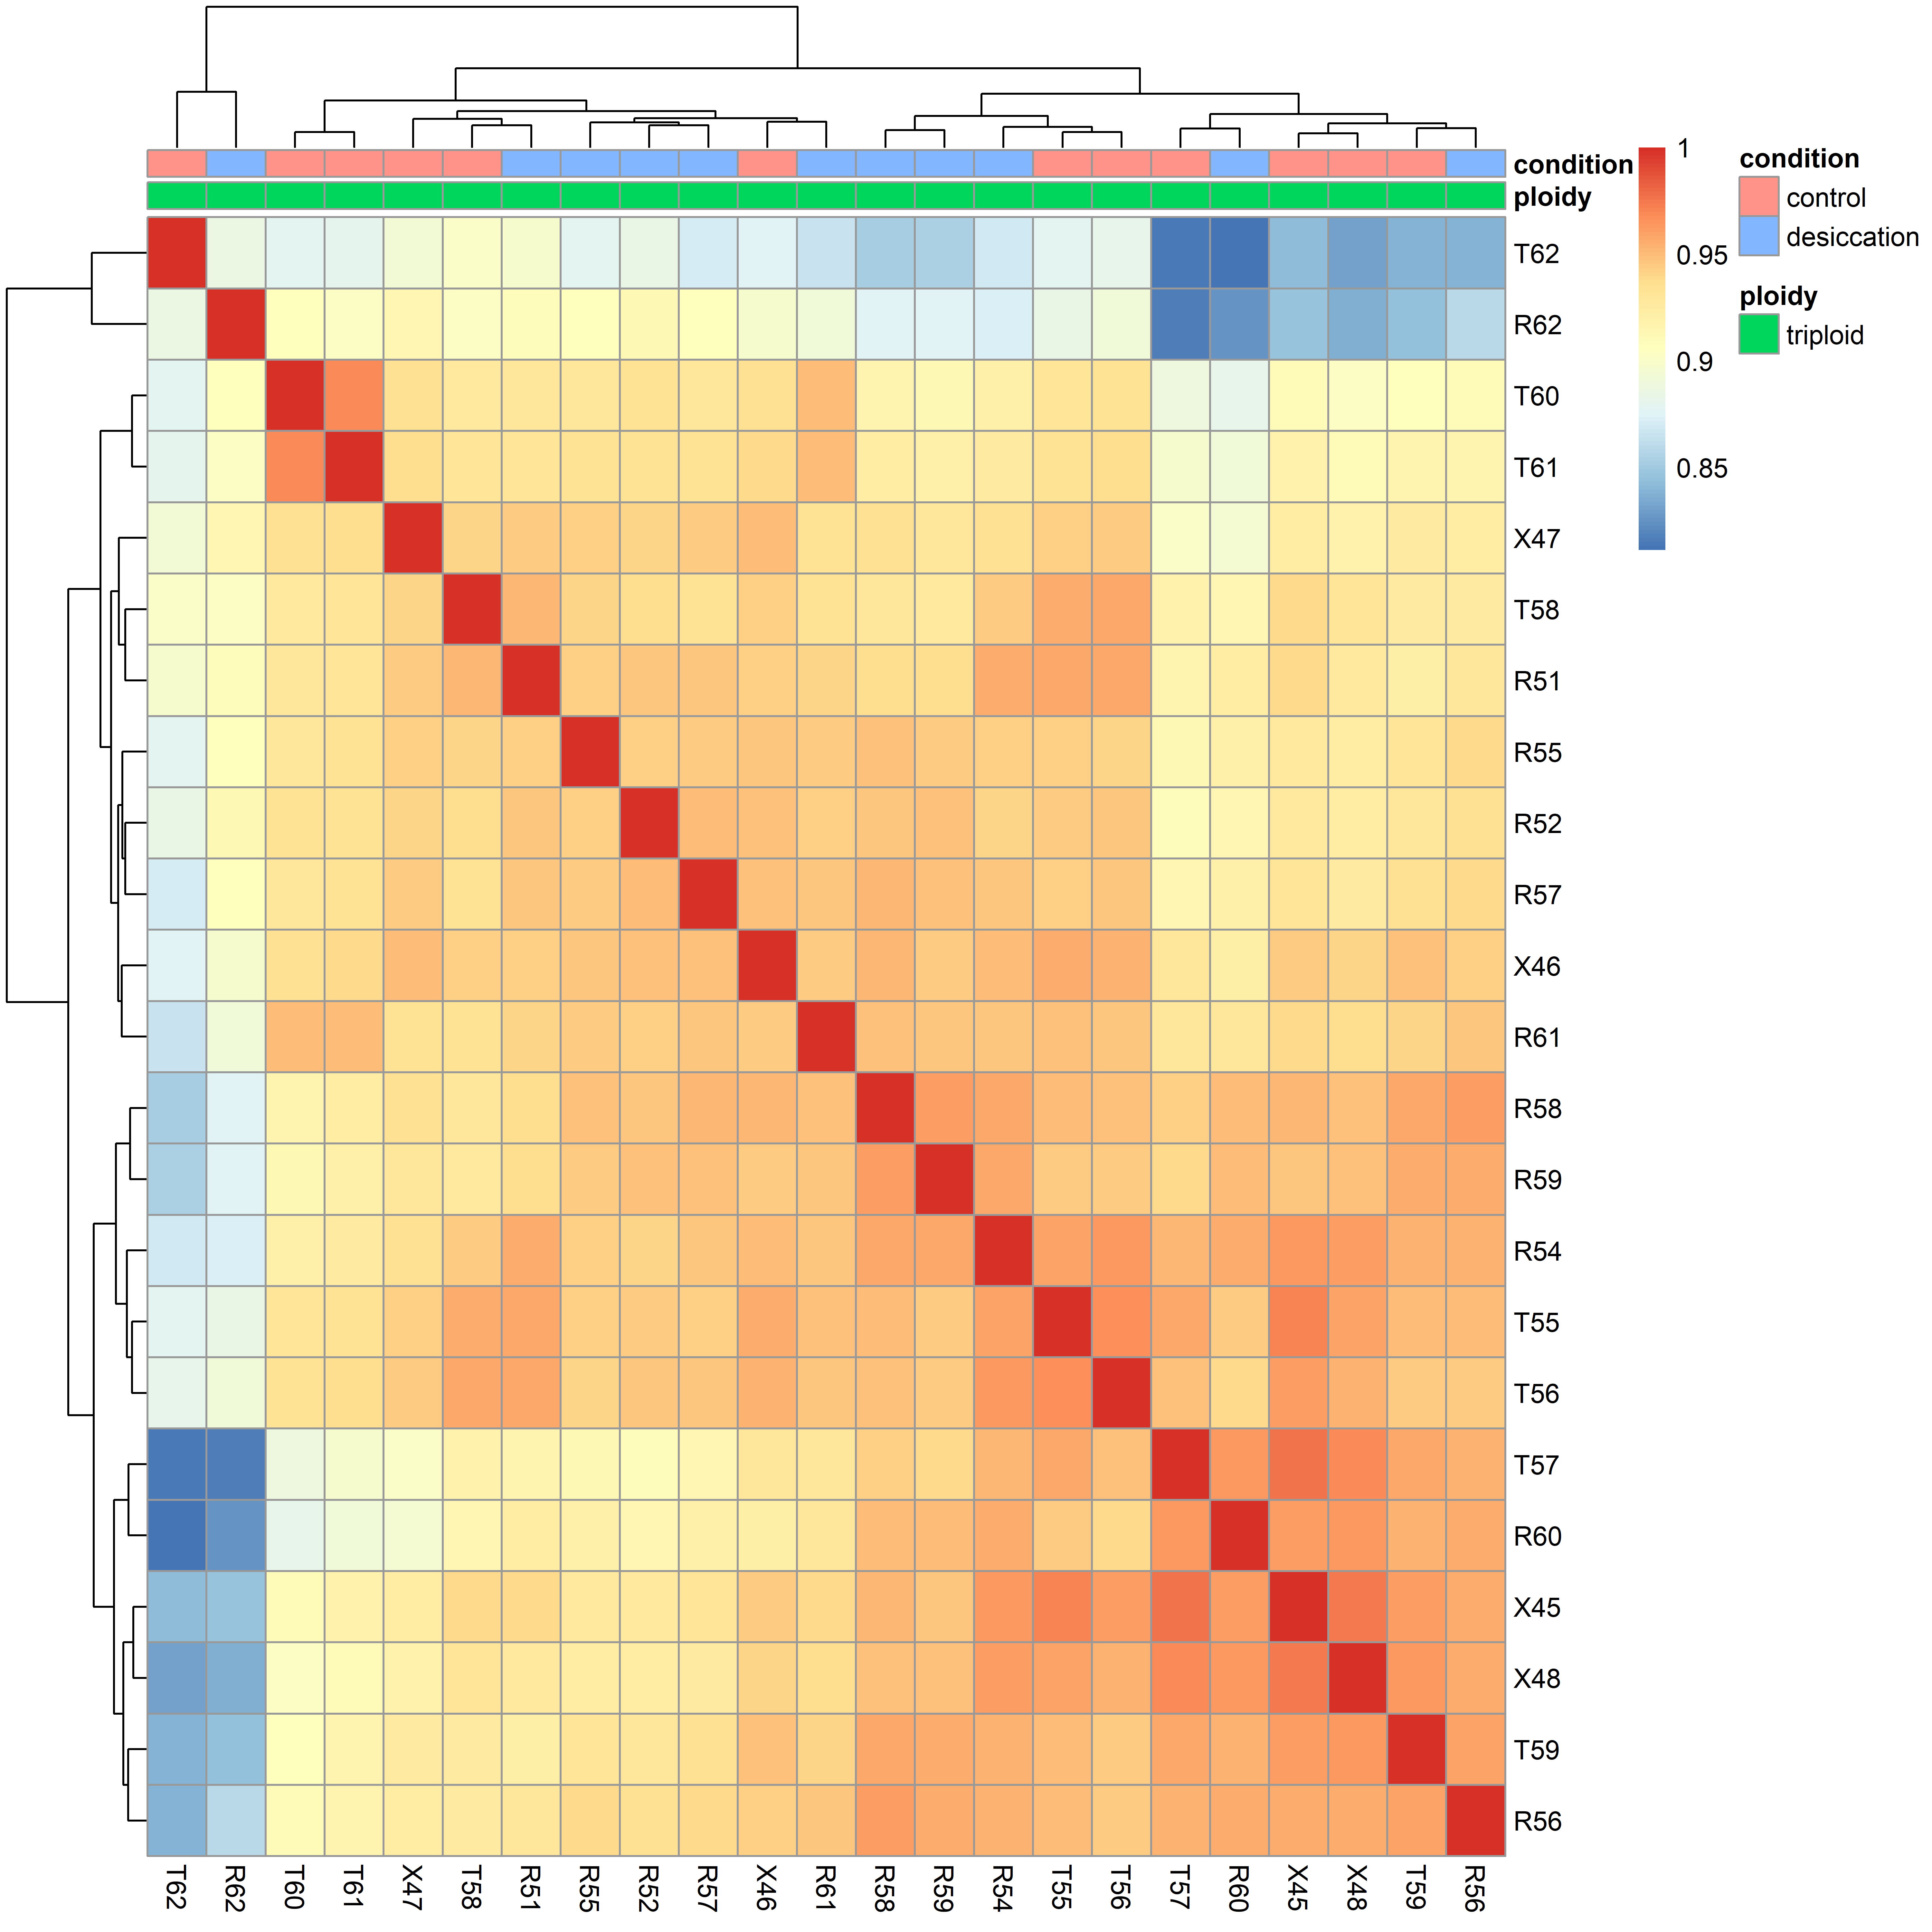 condition
ploidy
1
0.95
0.9
0.85
condition
control
desiccation
ploidy
triploid
T62
R62
T60
T61
X47
T58
R51
R55
R52
R57
X46
R61
R58
R59
R54
T55
T56
T57
R60
X45
X48
T59
R56
T62 R62 T60 T61 X47 T58 R51 R55 R52 R57 X46 R61 R58 R59 R54 T55 T56 T57 R60 X45 X48 T59 R56